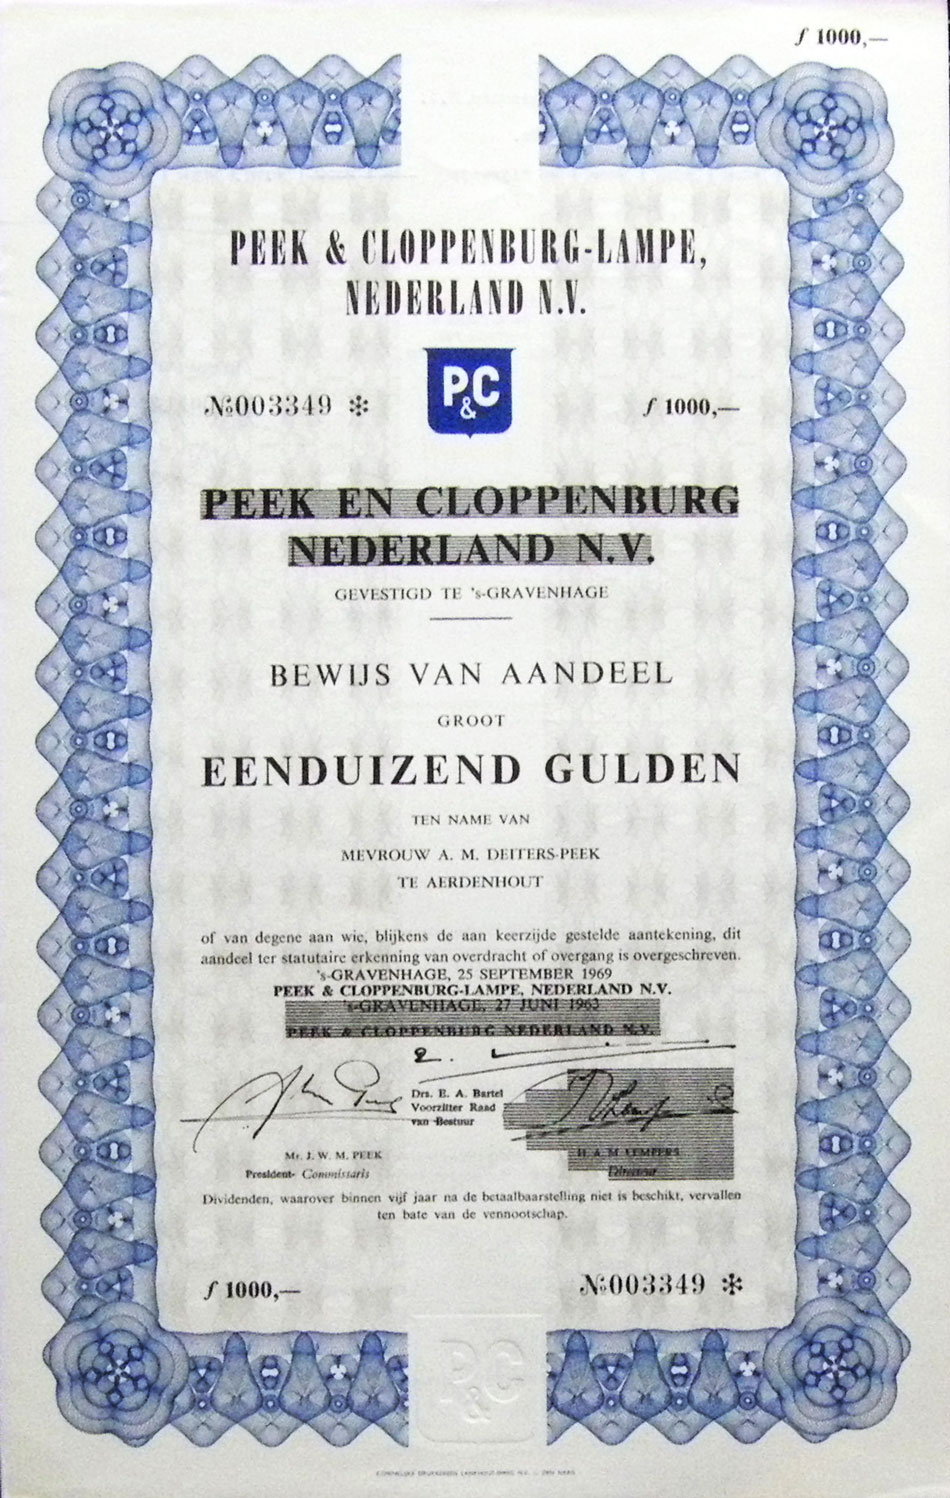 ƒ 1000,—
PEEK & CLOPPENBURG-LAMPE,
NEDERLAND N.V.
P&C
№003349 *
ƒ 1000,—
PEEK EN CLOPPENBURG
NEDERLAND N.V.
GEVESTIGD TE 's-GRAVENHAGE
BEWIJS VAN AANDEEL
GROOT
EENDUIZEND GULDEN
TEN NAME VAN
MEVROUW A. M. DEITERS-PEEK
TE AERDENHOUT
of van degene aan wie, blijkens de aan keerzijde gestelde aantekening, dit
aandeel ter statutaire erkenning van overdracht of overgang is overgeschreven.
's-GRAVENHAGE, 25 SEPTEMBER 1969
PEEK & CLOPPENBURG-LAMPE, NEDERLAND N.V.
's-GRAVENHAGE, 27 JUNI 1963
PEEK & CLOPPENBURG NEDERLAND N.V.
Drs. E. A. Bartel
Voorzitter Raad
van Bestuur
Mr. J. W. M. PEEK
President- Commissaris
H. A. M. LEMPERS
Directeur
Dividenden, waarover binnen vijf jaar na de betaalbaarstelling niet is beschikt, vervallen
ten bate van de vennootschap.
ƒ 1000,—
№003349 *
P&C